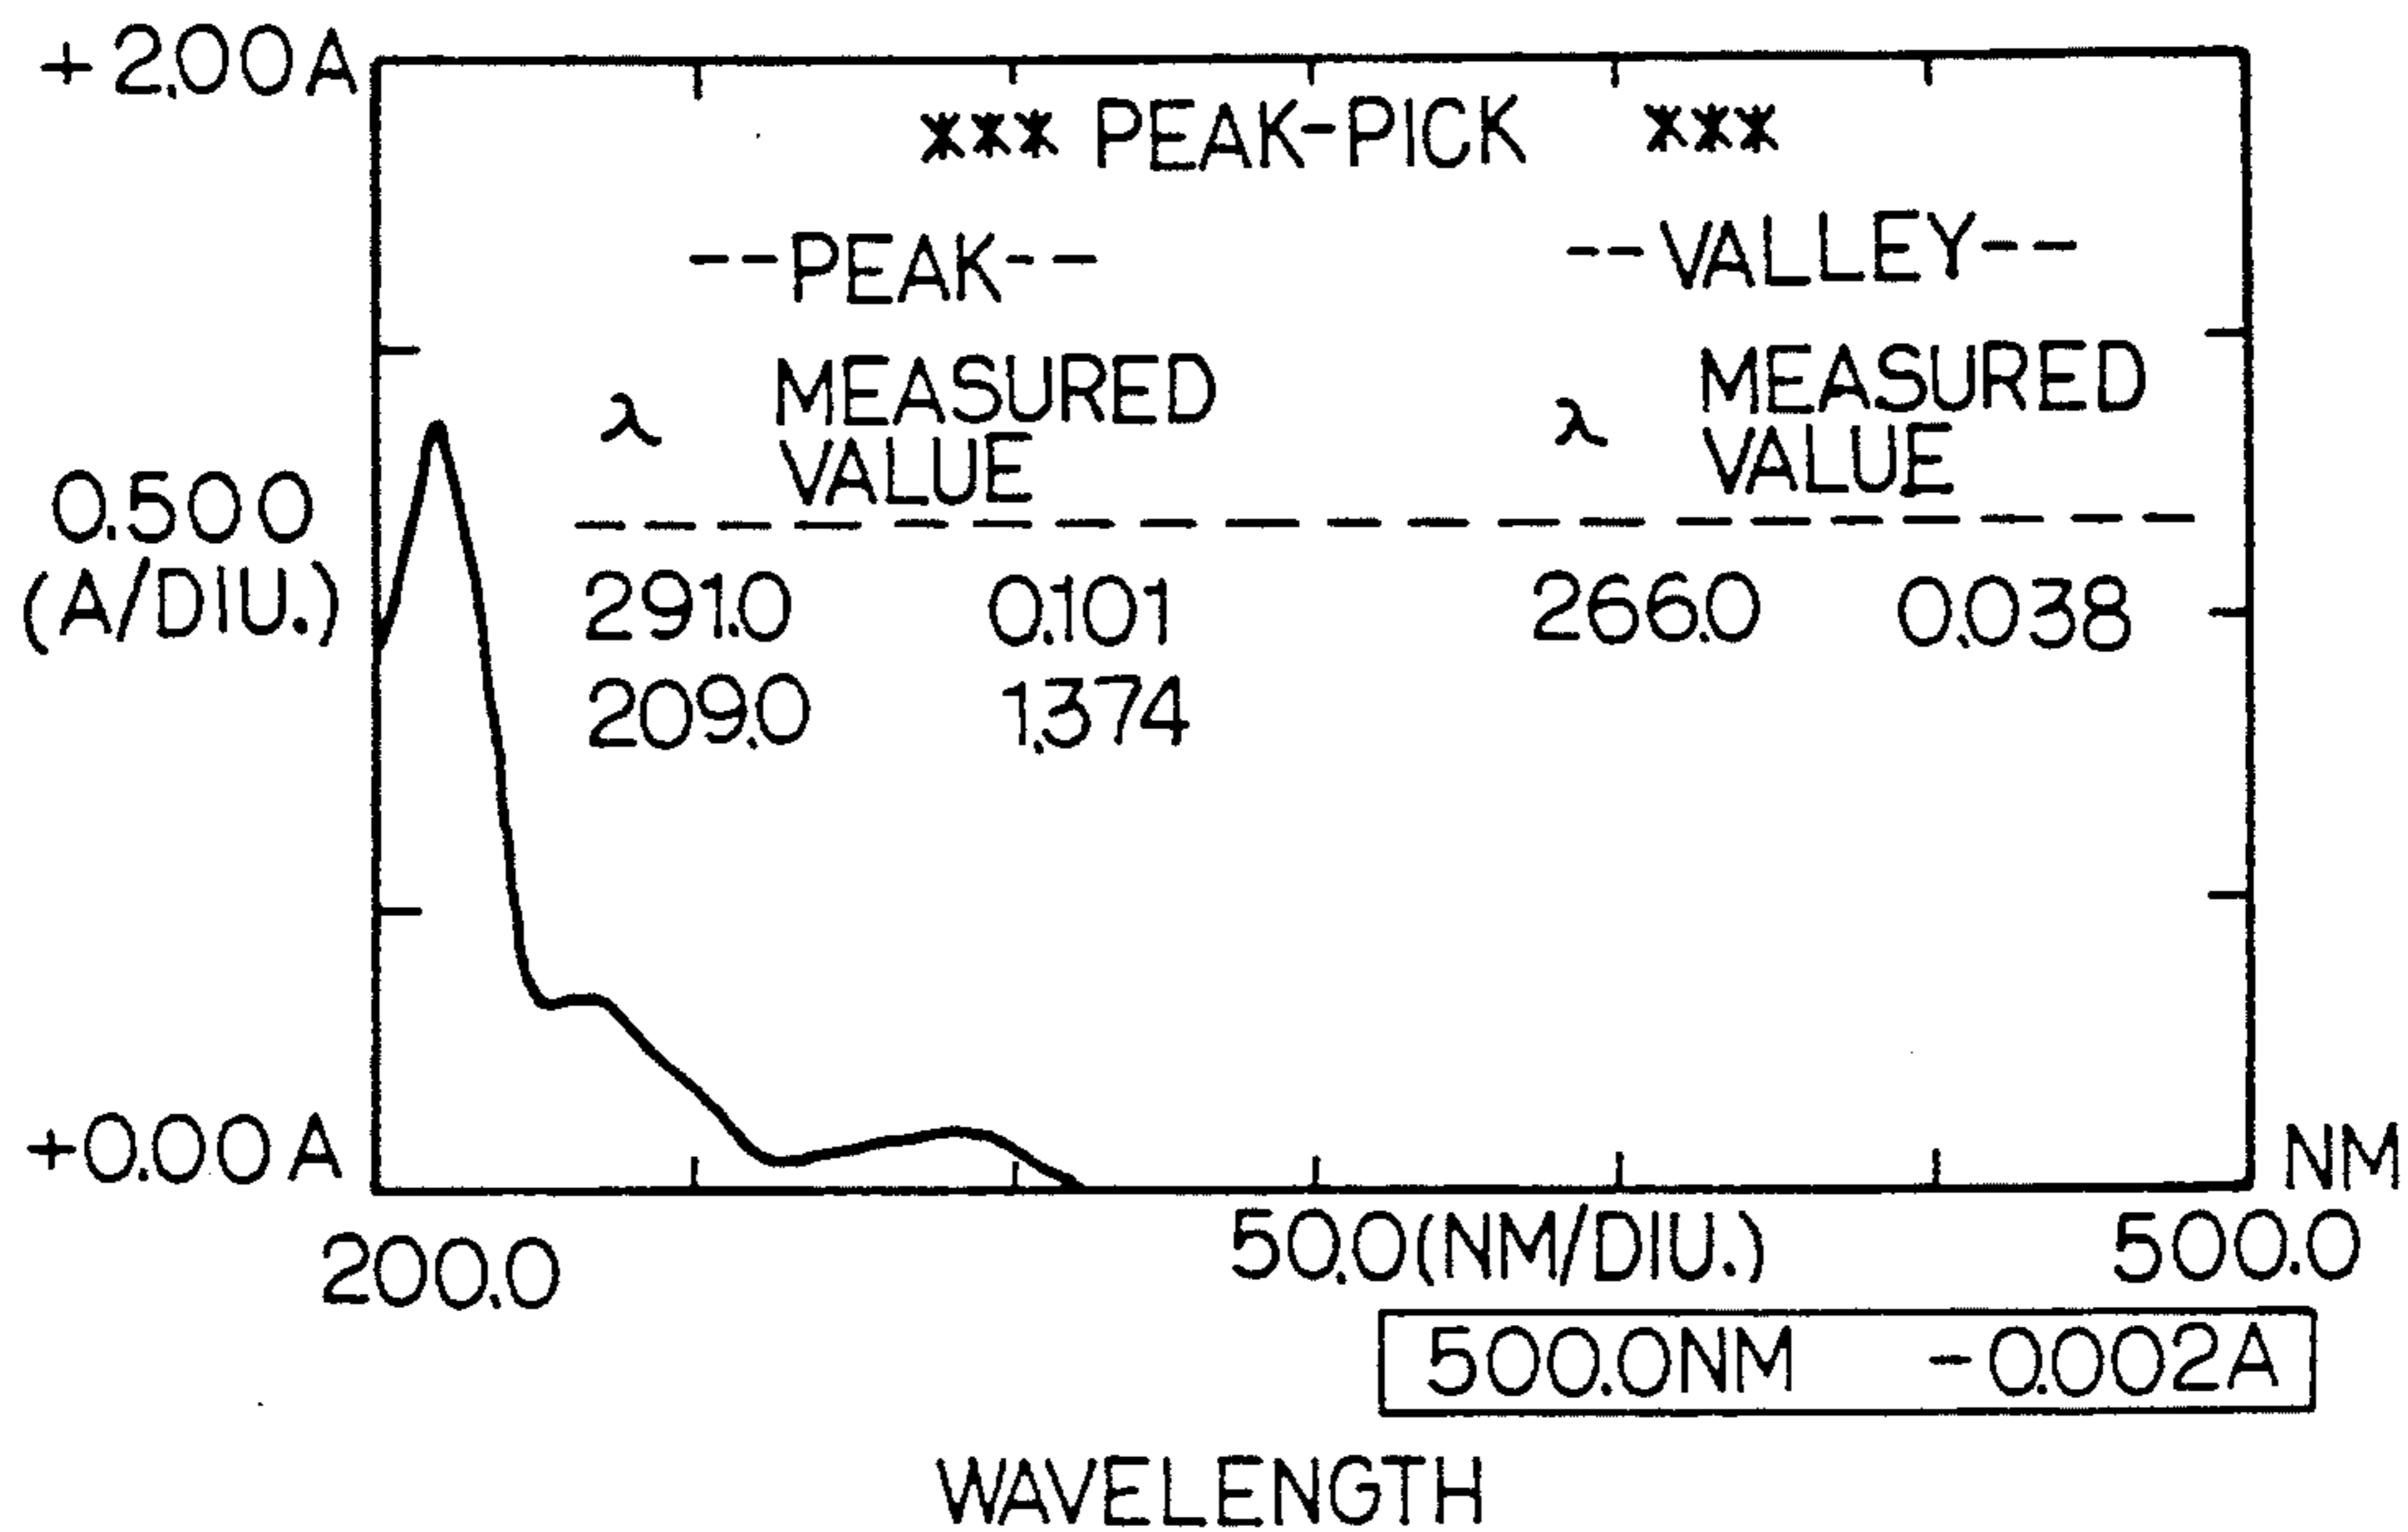 +2.00A
*** PEAK-PICK ***
--PEAK-- --VALLEY--
λ MEASURED VALUE λ MEASURED VALUE
0.500
(A/DIU.)
291.0 0.101 266.0 0.038
209.0 1.374
+0.00A
NM
200.0 50.0(NM/DIU.) 500.0
500.0NM -0.002A
WAVELENGTH